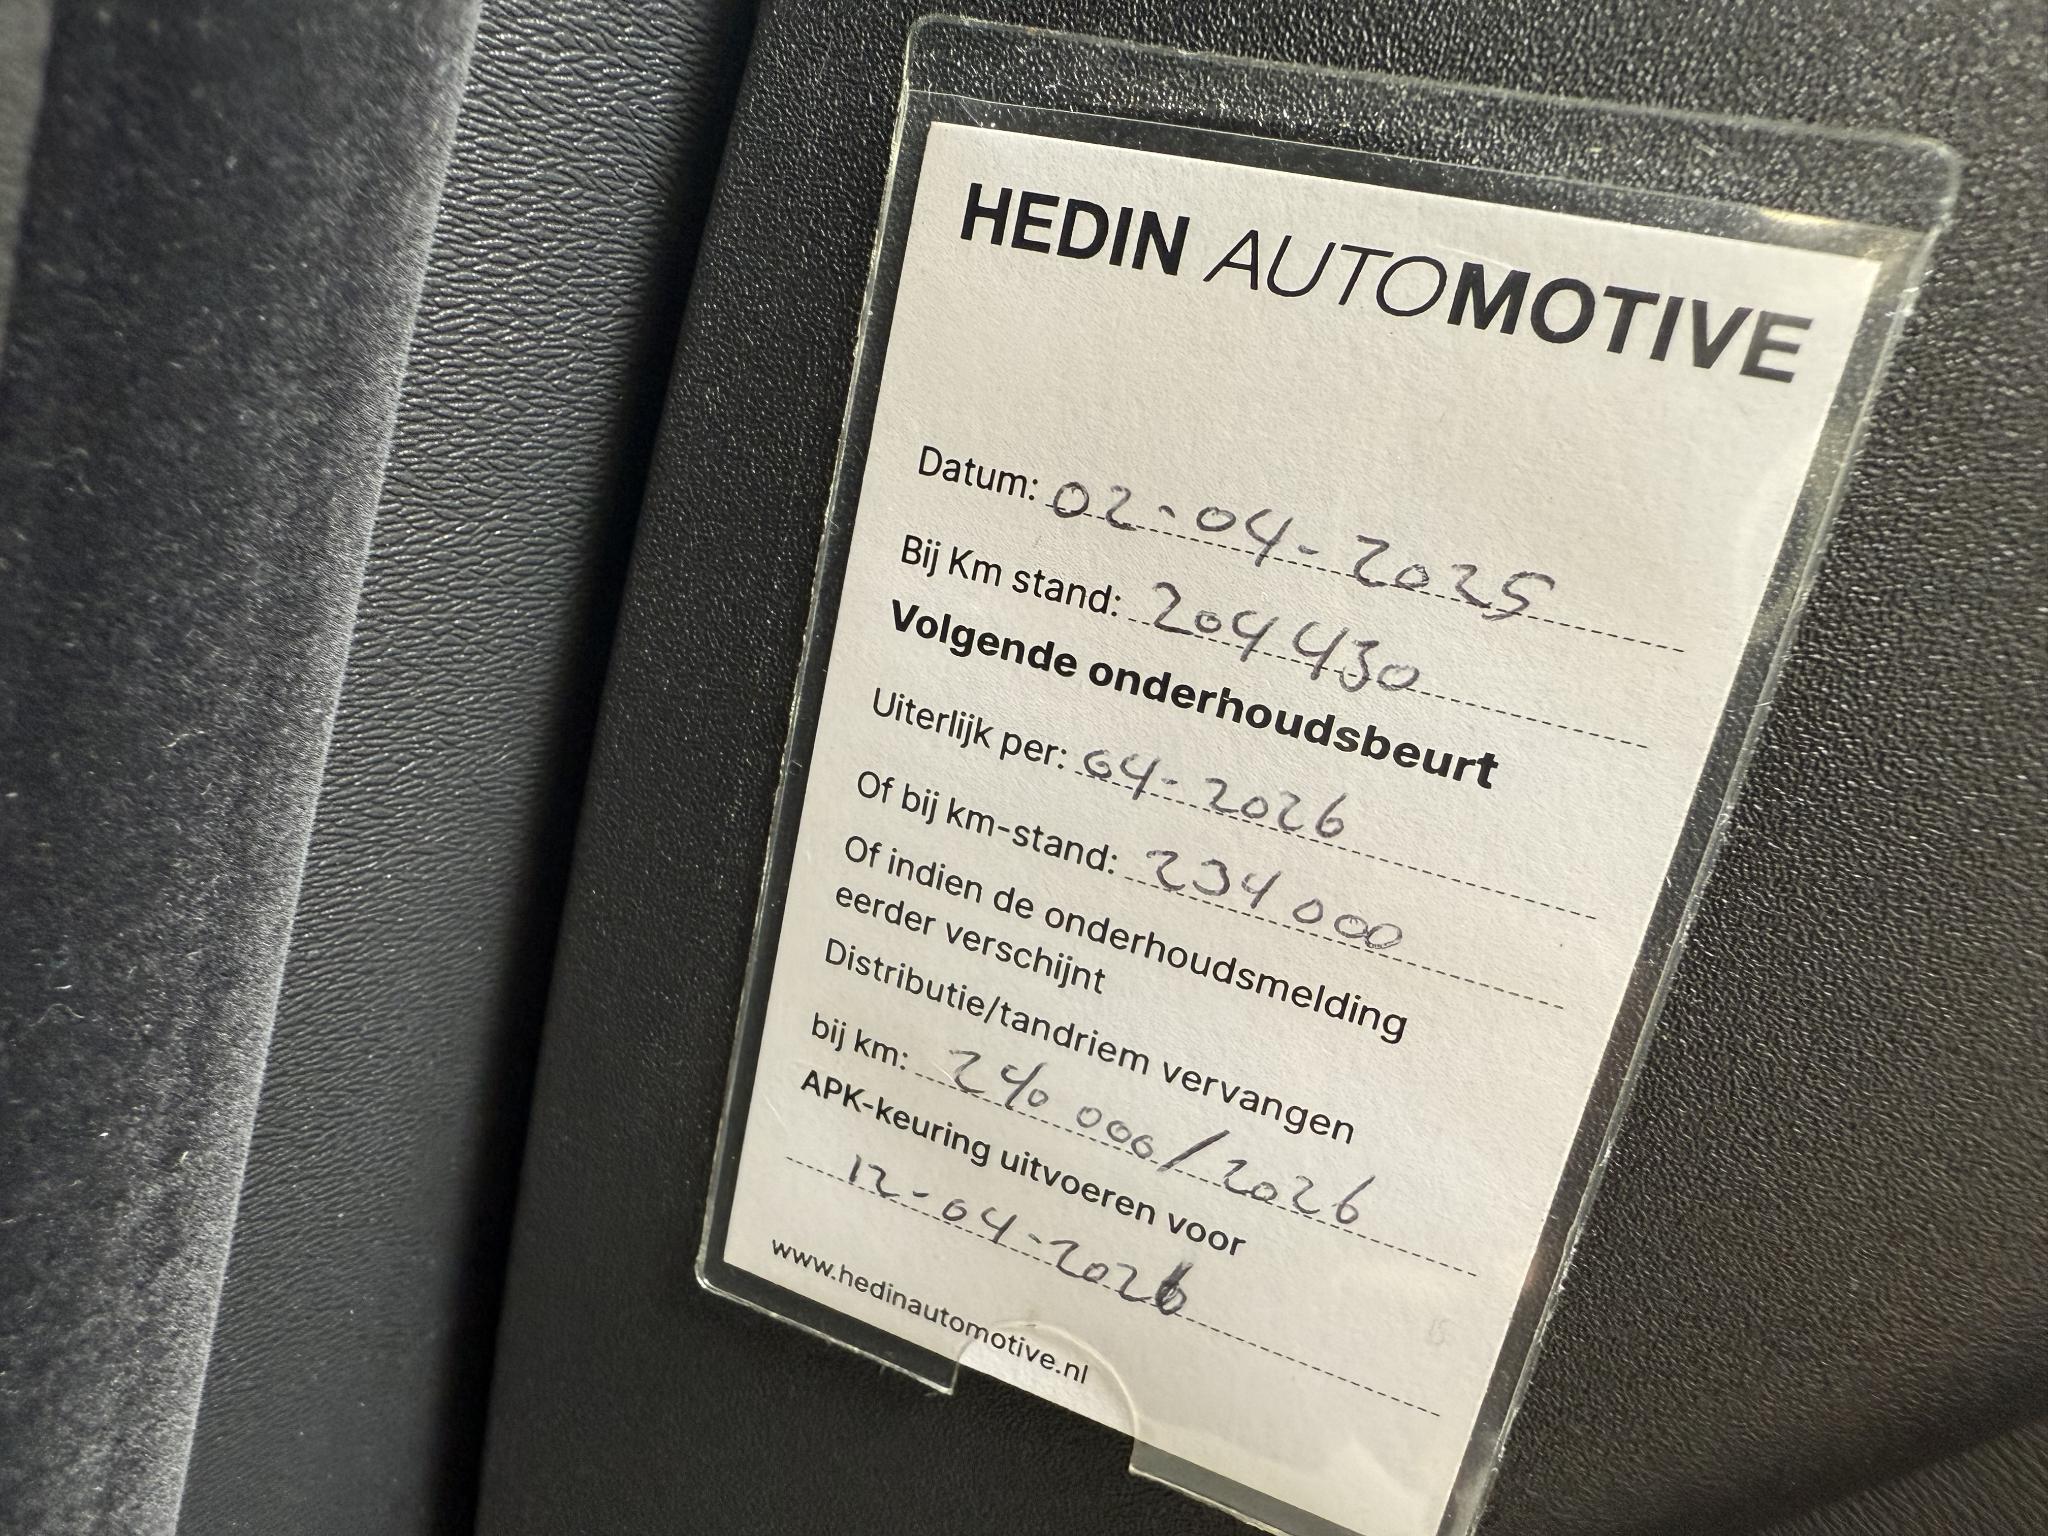 HEDIN AUTOMOTIVE
Datum: 02-04-2025
Bij Km stand: 204430
Volgende onderhoudsbeurt
Uiterlijk per: 04-2026
Of bij km-stand: 234000
Of indien de onderhoudsmelding
eerder verschijnt
Distributie/tandriem vervangen
bij km: 240 000/2026
APK-keuring uitvoeren voor
12-04-2026
www.hedinautomotive.nl